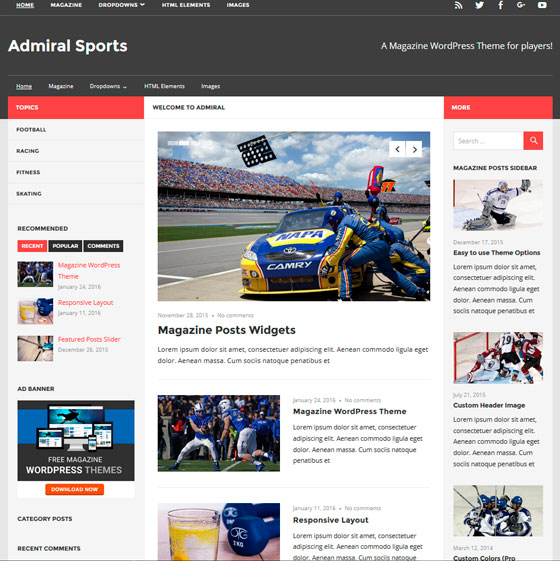 HOME MAGAZINE DROPDOWNS HTML ELEMENTS IMAGES
Admiral Sports
A Magazine WordPress Theme for players!
Home Magazine Dropdowns HTML Elements Images
TOPICS
FOOTBALL
RACING
FITNESS
SKATING
RECOMMENDED
RECENT POPULAR COMMENTS
Magazine WordPress
Theme
January 24, 2016
Responsive Layout
January 11, 2016
Featured Posts Slider
December 26, 2015
AD BANNER
FREE MAGAZINE
WORDPRESS THEMES
DOWNLOAD NOW
CATEGORY POSTS
RECENT COMMENTS
WELCOME TO ADMIRAL
NAPA
CAMRY
November 28, 2015 • No comments
Magazine Posts Widgets
Lorem ipsum dolor sit amet, consectetuer adipiscing elit. Aenean commodo ligula eget
dolor. Aenean massa. Cum sociis natoque penatibus et
January 24, 2016 • No comments
Magazine WordPress Theme
Lorem ipsum dolor sit amet, consectetuer
adipiscing elit. Aenean commodo ligula eget
dolor. Aenean massa. Cum sociis natoque
penatibus et
January 11, 2016 • No comments
Responsive Layout
Lorem ipsum dolor sit amet, consectetuer
adipiscing elit. Aenean commodo ligula eget
2 KG
MORE
Search ...
MAGAZINE POSTS SIDEBAR
December 17, 2015
Easy to use Theme Options
Lorem ipsum dolor sit
amet, consectetuer
adipiscing elit. Aenean
commodo ligula eget
dolor. Aenean massa.
Cum sociis natoque
penatibus et
July 21, 2015
Custom Header Image
Lorem ipsum dolor sit
amet, consectetuer
adipiscing elit. Aenean
commodo ligula eget
dolor. Aenean massa.
Cum sociis natoque
penatibus et
March 12, 2014
Custom Colors (Pro